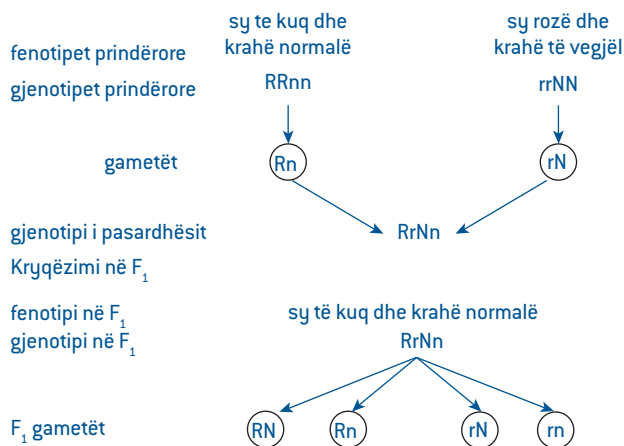 sy te kuq dhe
krahë normalë
sy rozë dhe
krahë të vegjël
fenotipet prindërore
gjenotipet prindërore RRnn rrNN
gametët Rn rN
gjenotipi i pasardhësit RrNn
Kryqëzimi në F₁
fenotipi në F₁ sy të kuq dhe krahë normalë
gjenotipi në F₁ RrNn
F₁ gametët RN Rn rN rn